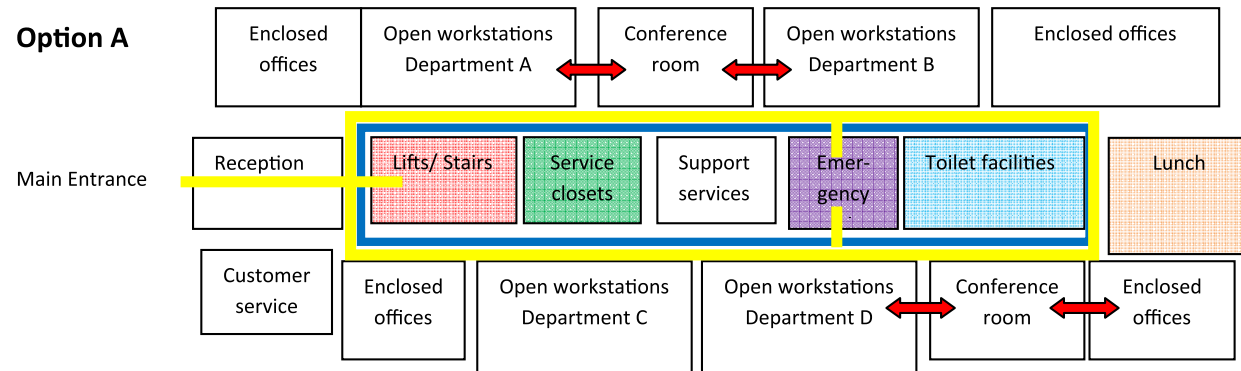 Option A
Enclosed
offices
Open workstations
Department A
Conference
room
Open workstations
Department B
Enclosed offices
Main Entrance
Reception
Lifts/ Stairs
Service
closets
Support
services
Emer-
gency
Toilet facilities
Lunch
Customer
service
Enclosed
offices
Open workstations
Department C
Open workstations
Department D
Conference
room
Enclosed
offices